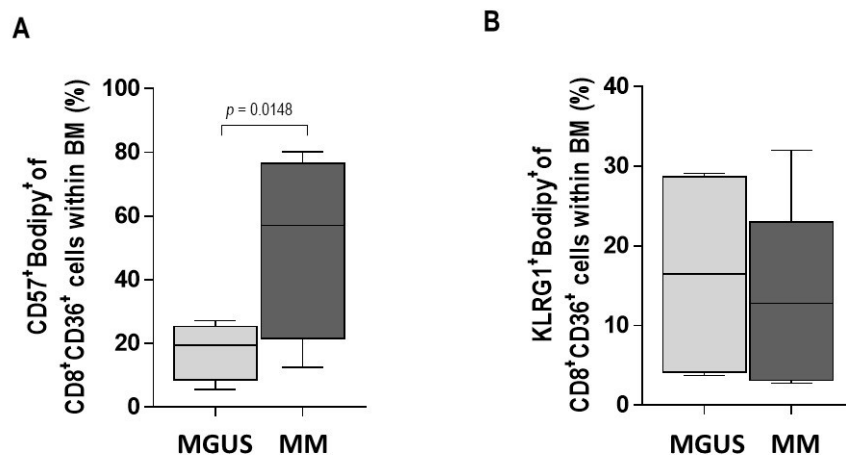 A
CD57⁺Bodipy⁺of
CD8⁺CD36⁺ cells within BM (%)
100
80
60
40
20
0
p = 0.0148
MGUS
MM
B
KLRG1⁺Bodipy⁺of
CD8⁺CD36⁺ cells within BM (%)
40
30
20
10
0
MGUS
MM